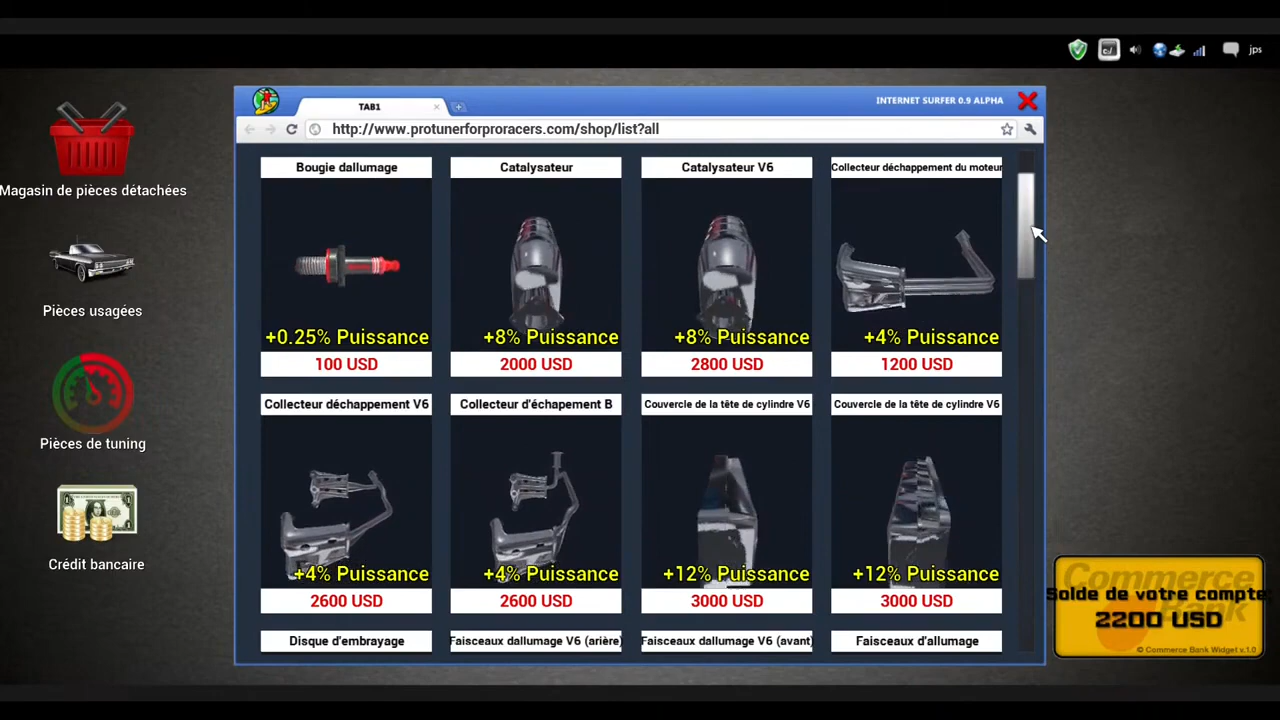 jps
TAB1
INTERNET SURFER 0.9 ALPHA
http://www.protunerforproracers.com/shop/list?all
Magasin de pièces détachées
Pièces usagées
Pièces de tuning
Crédit bancaire
Bougie dallumage
Catalysateur
Catalysateur V6
Collecteur déchappement du moteur
+0.25% Puissance
+8% Puissance
+8% Puissance
+4% Puissance
100 USD
2000 USD
2800 USD
1200 USD
Collecteur déchappement V6
Collecteur d'échapement B
Couvercle de la tête de cylindre V6
Couvercle de la tête de cylindre V6
+4% Puissance
+4% Puissance
+12% Puissance
+12% Puissance
2600 USD
2600 USD
3000 USD
3000 USD
Disque d'embrayage
Faisceaux dallumage V6 (arière)
Faisceaux dallumage V6 (avant)
Faisceaux d'allumage
Commerce
Bank
Solde de votre compte:
2200 USD
© Commerce Bank Widget v.1.0